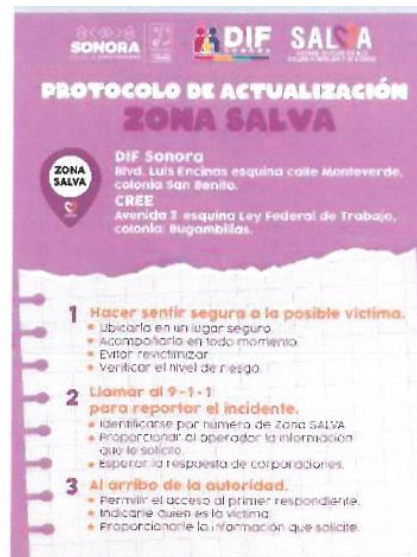 SONORA
DIF
SONORA
SALVA
PROTOCOLO DE ACTUALIZACIÓN
ZONA SALVA
ZONA
SALVA
DIF Sonora
Blvd. Luis Encinas esquina calle Monteverde,
colonia San Benito.
CREE
Avenida 3 esquina Ley Federal de Trabajo,
colonia: Bugambilias.
1 Hacer sentir segura a la posible víctima.
Ubicarla en un lugar seguro.
Acompañarla en todo momento
Evitar revictimizar
Verificar el nivel de riesgo.
2 Llamar al 9-1-1
para reportar el incidente.
Identificarse por número de Zona SALVA
Proporcionar al operador la información
que le solicite.
Esperar la respuesta de corporaciones.
3 Al arribo de la autoridad.
Permitir el acceso al primer respondiente.
Indicarle quien es la víctima.
Proporcionarle la información que solicite.